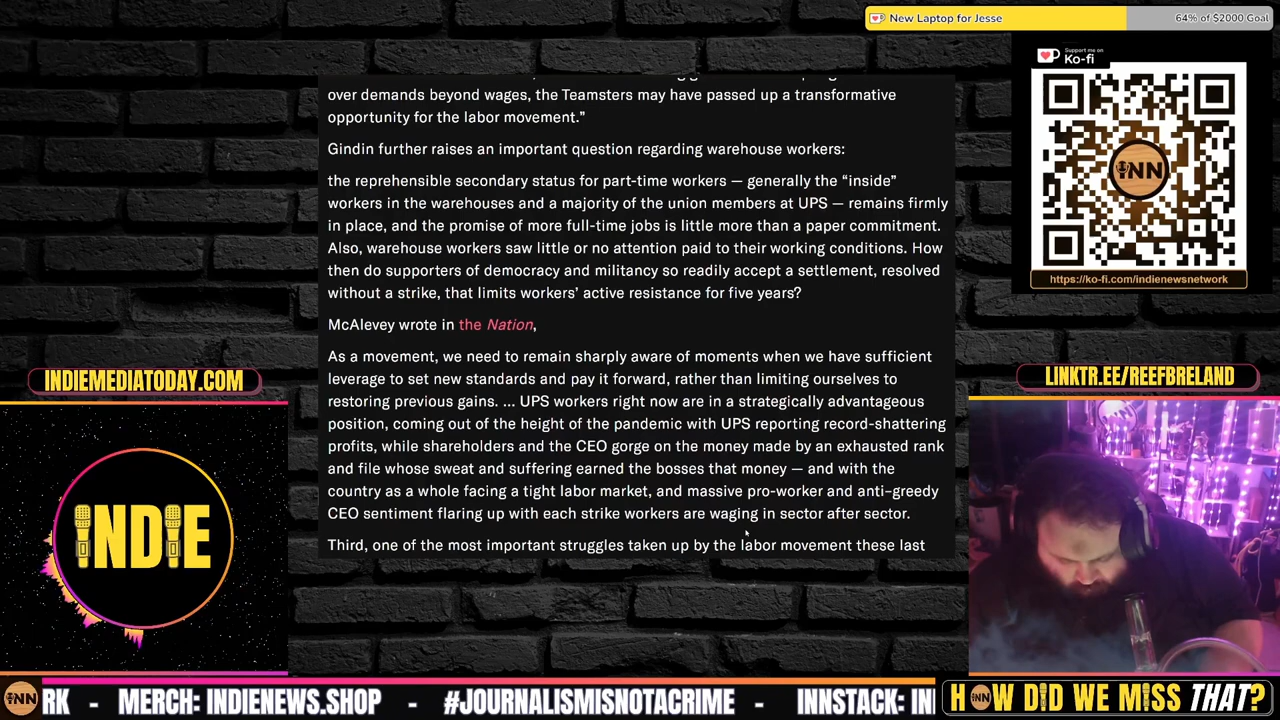 New Laptop for Jesse
64% of $2000 Goal
Support me on
Ko-fi
iNN
https://ko-fi.com/indienewsnetwork
over demands beyond wages, the Teamsters may have passed up a transformative
opportunity for the labor movement.”
Gindin further raises an important question regarding warehouse workers:
the reprehensible secondary status for part-time workers — generally the “inside”
workers in the warehouses and a majority of the union members at UPS — remains firmly
in place, and the promise of more full-time jobs is little more than a paper commitment.
Also, warehouse workers saw little or no attention paid to their working conditions. How
then do supporters of democracy and militancy so readily accept a settlement, resolved
without a strike, that limits workers’ active resistance for five years?
McAlevey wrote in the Nation,
As a movement, we need to remain sharply aware of moments when we have sufficient
leverage to set new standards and pay it forward, rather than limiting ourselves to
restoring previous gains. … UPS workers right now are in a strategically advantageous
position, coming out of the height of the pandemic with UPS reporting record-shattering
profits, while shareholders and the CEO gorge on the money made by an exhausted rank
and file whose sweat and suffering earned the bosses that money — and with the
country as a whole facing a tight labor market, and massive pro-worker and anti-greedy
CEO sentiment flaring up with each strike workers are waging in sector after sector.
Third, one of the most important struggles taken up by the labor movement these last
INDIEMEDIATODAY.COM
INDIE
LINKTR.EE/REEFBRELAND
iNN
RK - MERCH: INDIENEWS.SHOP - #JOURNALISMISNOTACRIME - INNSTACK: IN
HOW DID WE MISS THAT?